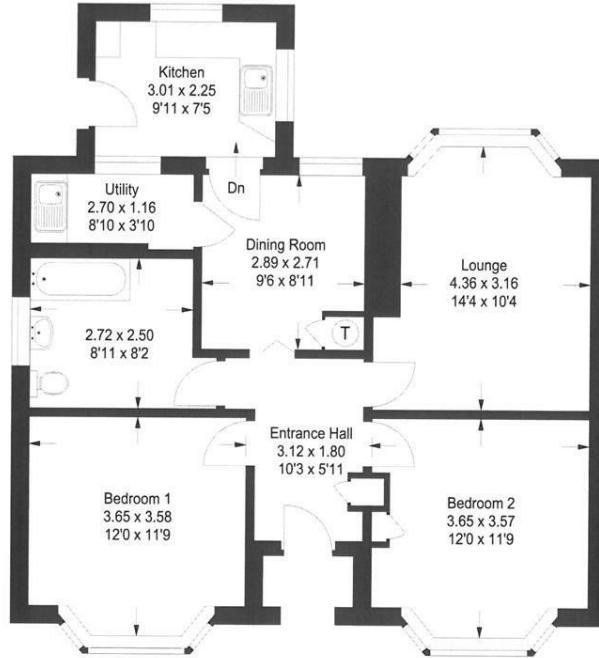 Kitchen
3.01 x 2.25
9'11 x 7'5
Utility
2.70 x 1.16
8'10 x 3'10
Dn
Dining Room
2.89 x 2.71
9'6 x 8'11
Lounge
4.36 x 3.16
14'4 x 10'4
T
2.72 x 2.50
8'11 x 8'2
Entrance Hall
3.12 x 1.80
10'3 x 5'11
Bedroom 1
3.65 x 3.58
12'0 x 11'9
Bedroom 2
3.65 x 3.57
12'0 x 11'9